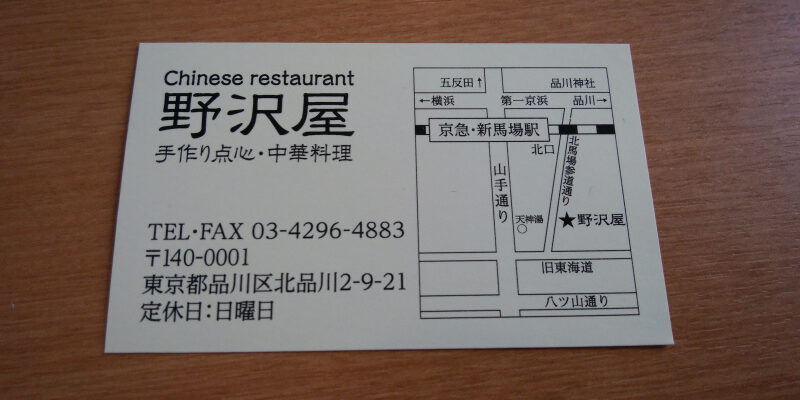 Chinese restaurant
野沢屋
手作り点心・中華料理
TEL・FAX 03-4296-4883
〒140-0001
東京都品川区北品川2-9-21
定休日：日曜日
五反田↑
品川神社
←横浜
第一京浜
品川→
京急・新馬場駅
北口
北馬場参道通り
山手通り
天神湯
★野沢屋
旧東海道
八ツ山通り